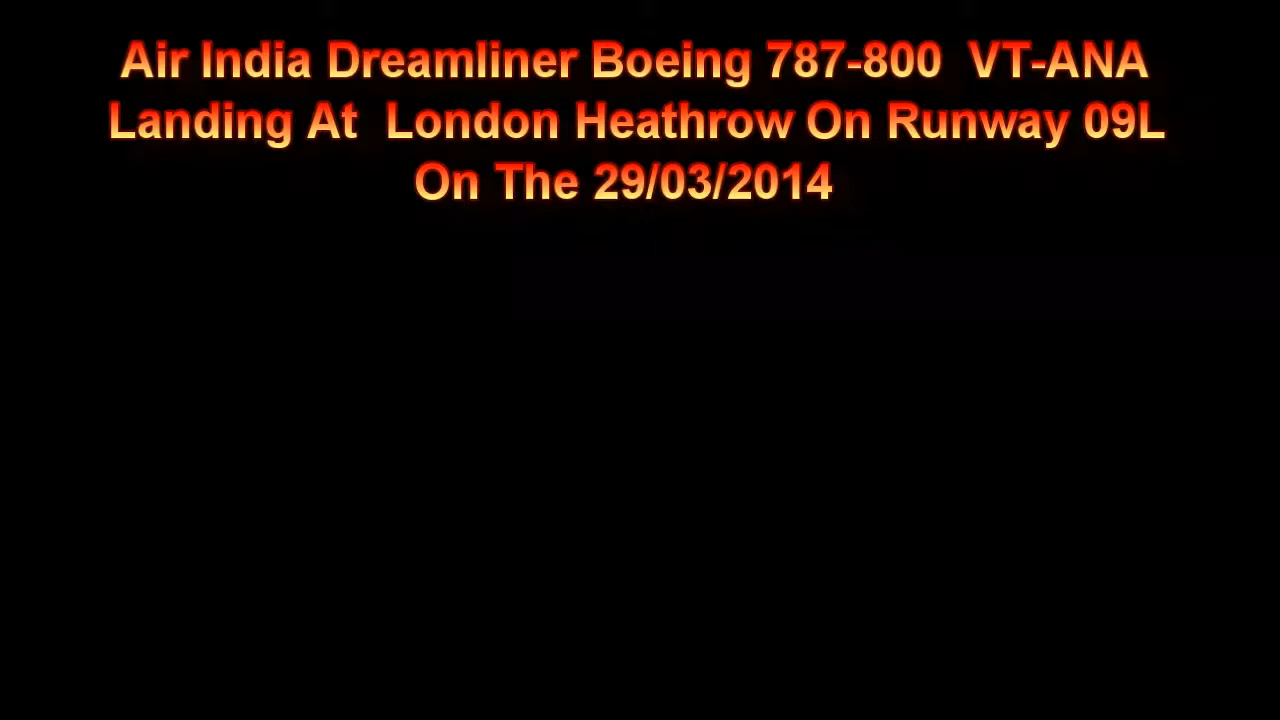 Air India Dreamliner Boeing 787-800  VT-ANA
Landing At  London Heathrow On Runway 09L
On The 29/03/2014